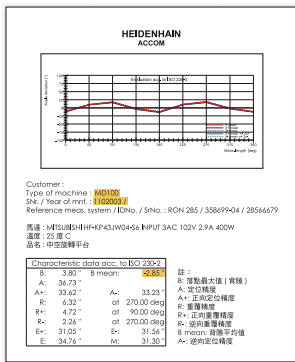 HEIDENHAIN
ACCOM
Evaluation acc. to ISO 230-2
Customer :
Type of machine : MD100
SNr. / Year of mnf. : 1102003 /
Reference meas. system / IDNo. / SrNo. : RON 285 / 358699-04 / 28566679
馬達 : MITSUBISHI HF-KP43JW04-S6 INPUT 3AC 102V 2.9A 400W
溫度 : 25 度 C
品名 : 中空旋轉平台
Characteristic data acc. to ISO 230-2
B: 3.80 " B mean: -2.85 "
A: 36.73 "
A+: 33.62 " A-: 33.23 "
R: 6.32 " at 270.00 deg
R+: 4.72 " at 90.00 deg
R-: 2.26 " at 270.00 deg
E+: 31.05 " E-: 31.56 "
E: 34.76 " M: 31.30 "
註 :
B: 落點最大值 ( 背隙 )
A: 定位精度
A+: 正向定位精度
R: 重覆精度
R+: 正向重覆精度
R-: 逆向重覆精度
B mean: 背隙平均值
A-: 逆向定位精度